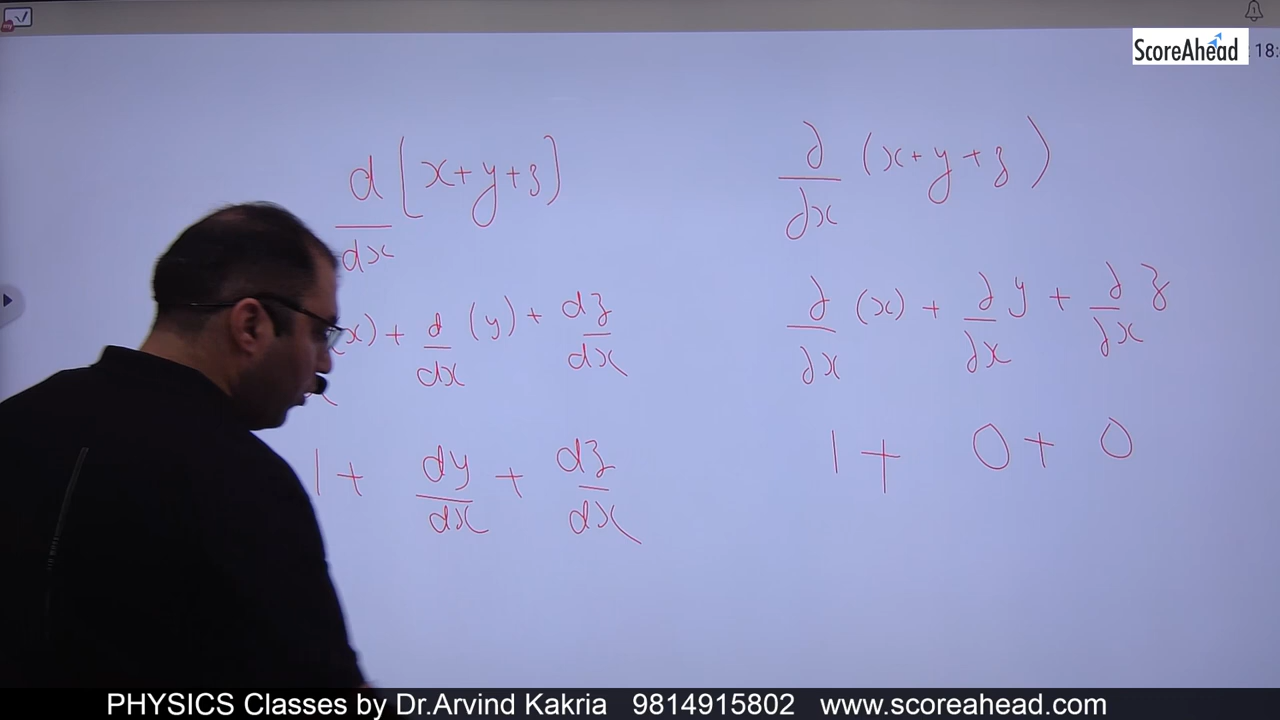 ScoreAhead
18:
d/dx [x+y+z]
x) + d/dx (y) + dz/dx
1 + dy/dx + dz/dx
∂/∂x (x+y+z)
∂/∂x (x) + ∂/∂x y + ∂/∂x z
1 + 0 + 0
PHYSICS Classes by Dr.Arvind Kakria 9814915802 www.scoreahead.com